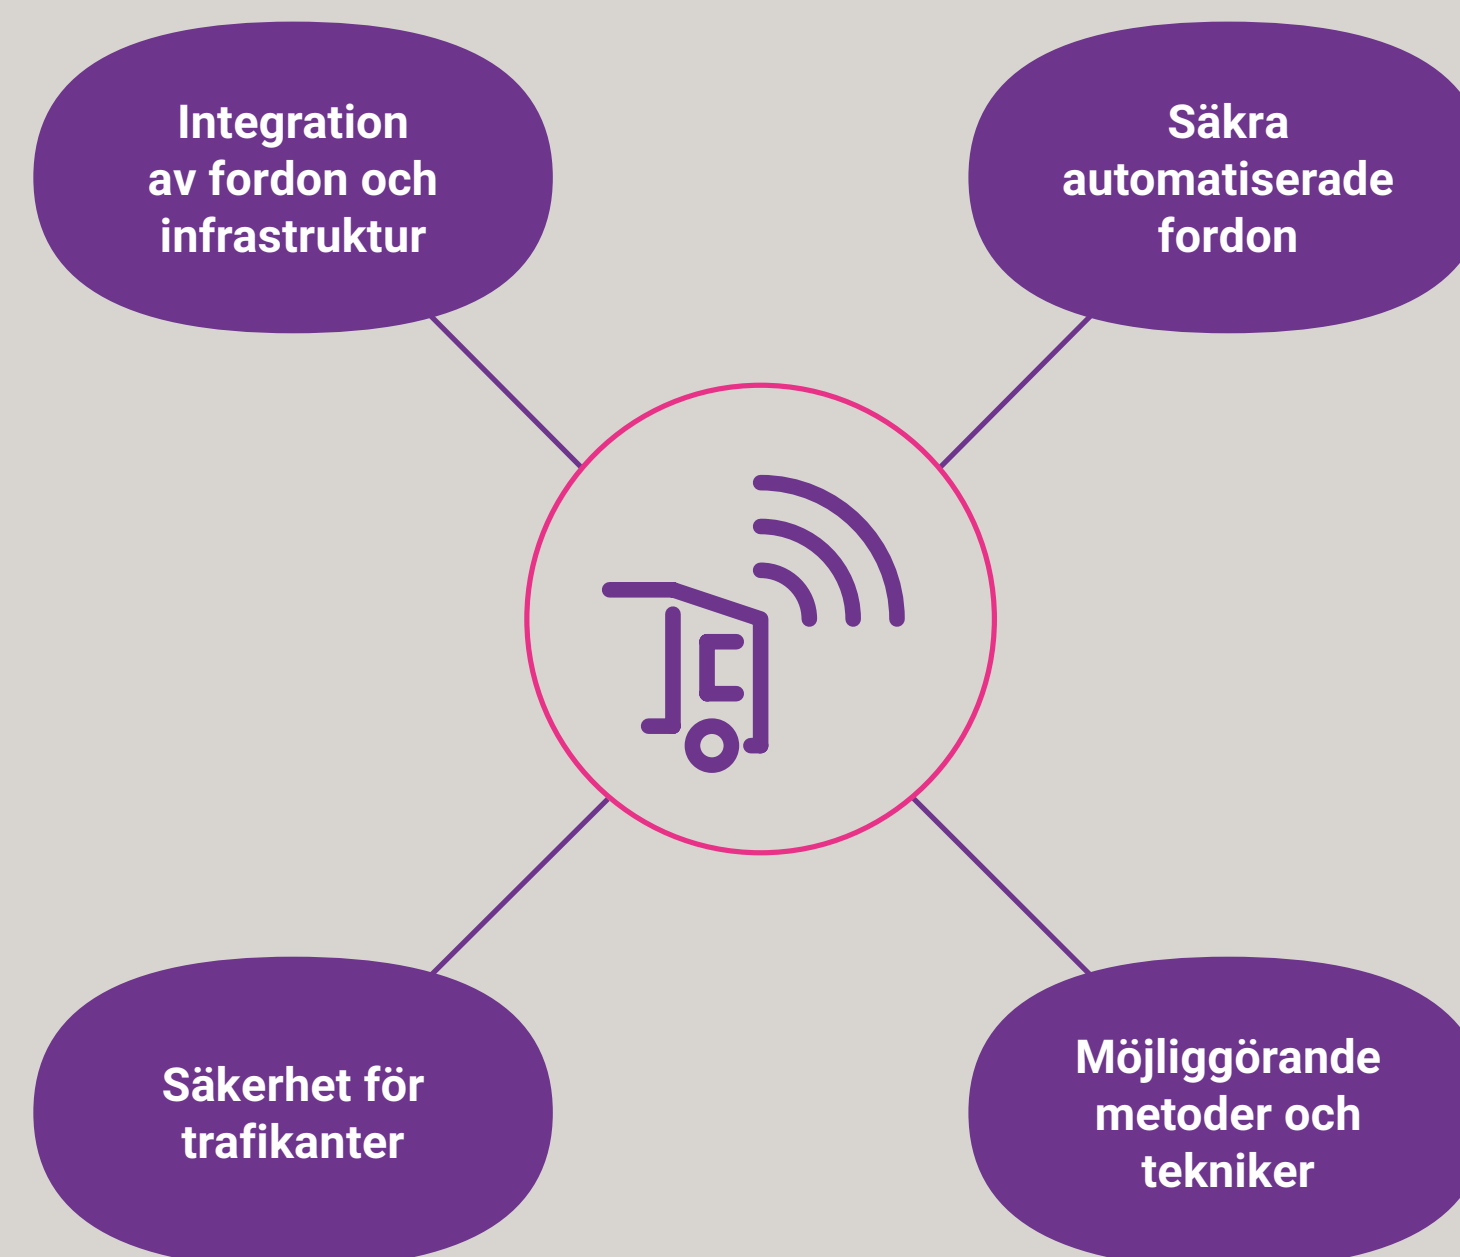 Integration
av fordon och
infrastruktur
Säkra
automatiserade
fordon
Säkerhet för
trafikanter
Möjliggörande
metoder och
tekniker